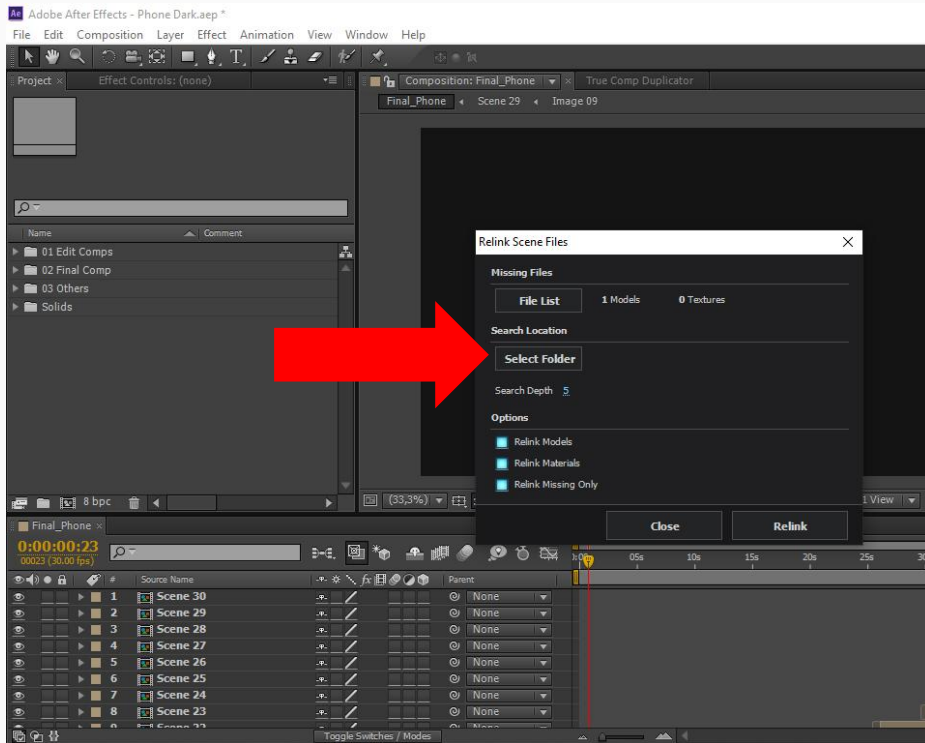 Ae Adobe After Effects - Phone Dark.aep *
File Edit Composition Layer Effect Animation View Window Help
Project × Effect Controls: (none)
Composition: Final_Phone × True Comp Duplicator
Final_Phone Scene 29 Image 09
Name Comment
01 Edit Comps
02 Final Comp
03 Others
Solids
Relink Scene Files
Missing Files
File List 1 Models 0 Textures
Search Location
Select Folder
Search Depth 5
Options
Relink Models
Relink Materials
Relink Missing Only
Close Relink
8 bpc
(33,3%)
1 View
Final_Phone ×
0:00:00:23
00023 (30.00 fps)
05s 10s 15s 20s 25s
# Source Name Parent
1 Scene 30 None
2 Scene 29 None
3 Scene 28 None
4 Scene 27 None
5 Scene 26 None
6 Scene 25 None
7 Scene 24 None
8 Scene 23 None
Toggle Switches / Modes